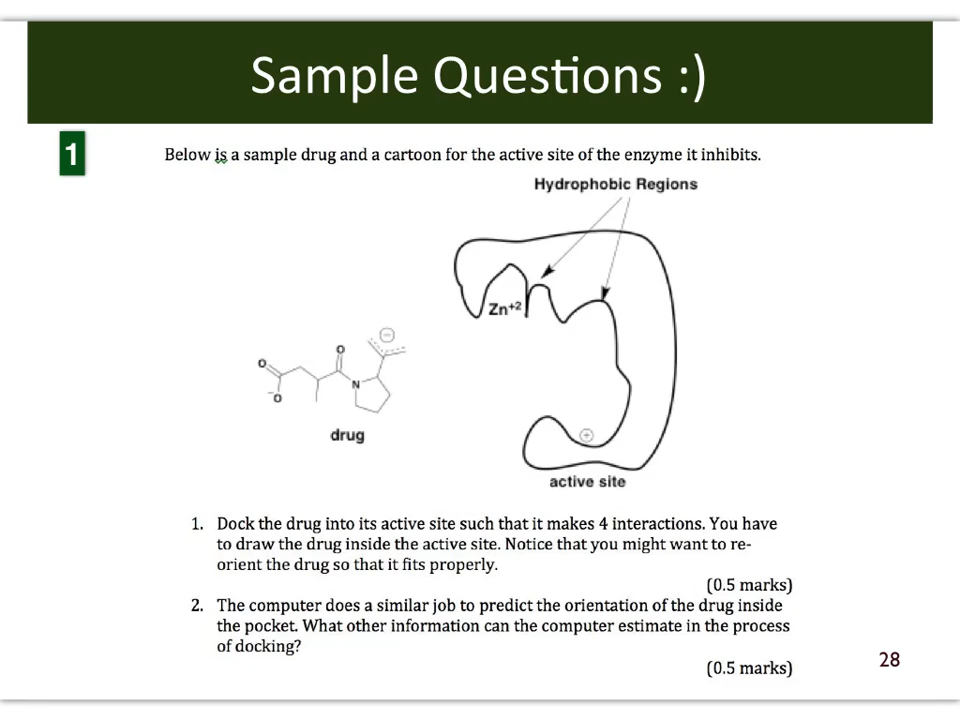 Sample Questions :)
1
Below is a sample drug and a cartoon for the active site of the enzyme it inhibits.
Hydrophobic Regions
Zn+2
O
O
−
N
−O
drug
+
active site
1. Dock the drug into its active site such that it makes 4 interactions. You have
to draw the drug inside the active site. Notice that you might want to re-
orient the drug so that it fits properly.
(0.5 marks)
2. The computer does a similar job to predict the orientation of the drug inside
the pocket. What other information can the computer estimate in the process
of docking?
(0.5 marks)
28